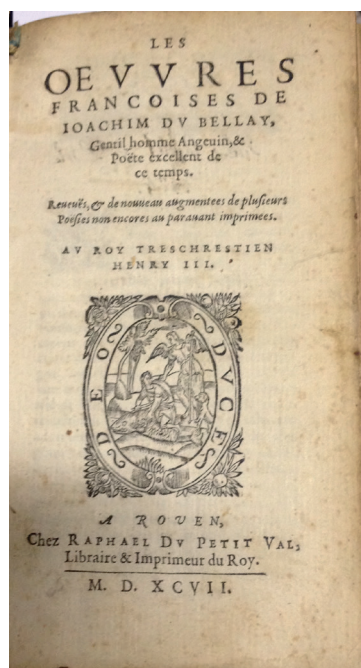 LES
OEVVRES
FRANCOISES DE
IOACHIM DV BELLAY,
Gentil homme Angeuin, &
Poëte excellent de
ce temps.
Reueuës, & de nouueau augmentees de plusieurs
Poësies non encores au parauant imprimees.
AV ROY TRESCHRESTIEN
HENRY III.
DEO DVCE
A ROVEN,
Chez RAPHAEL DV PETIT VAL,
Libraire & Imprimeur du Roy.
M. D. XCVII.